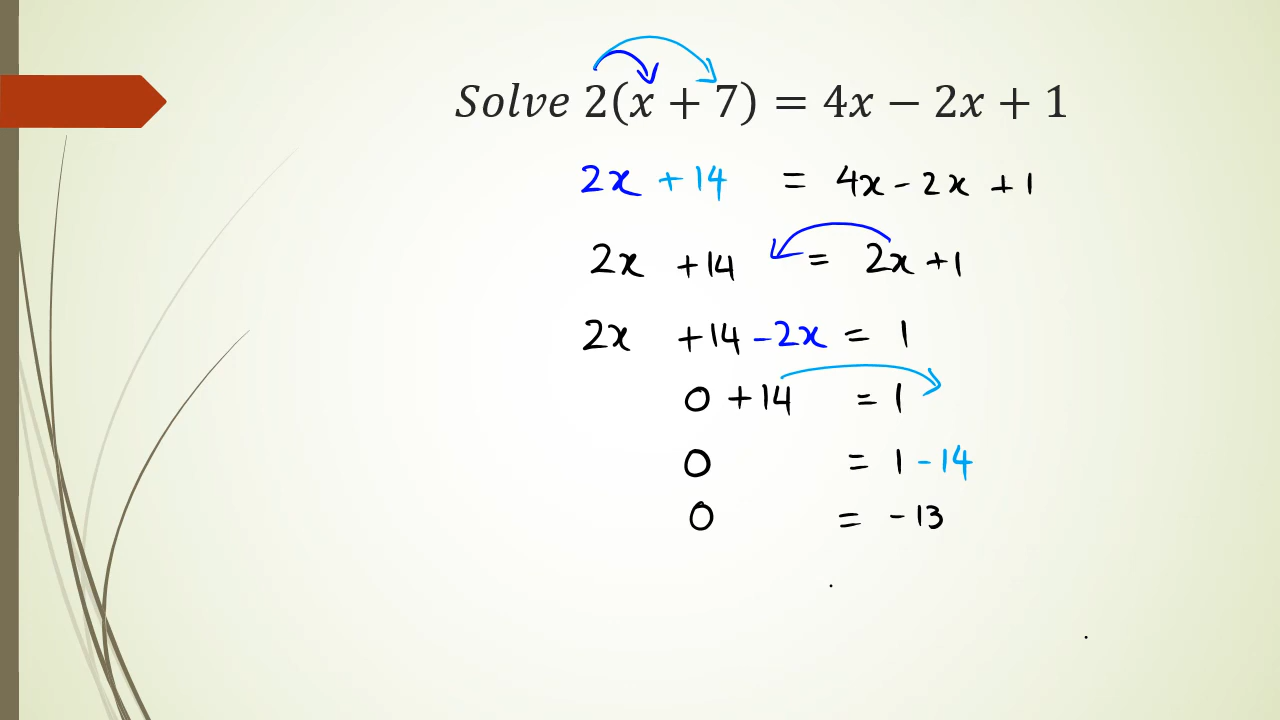 Solve 2(x + 7) = 4x − 2x + 1
2x + 14 = 4x - 2x + 1
2x + 14 = 2x + 1
2x + 14 - 2x = 1
0 + 14 = 1
0 = 1 - 14
0 = - 13